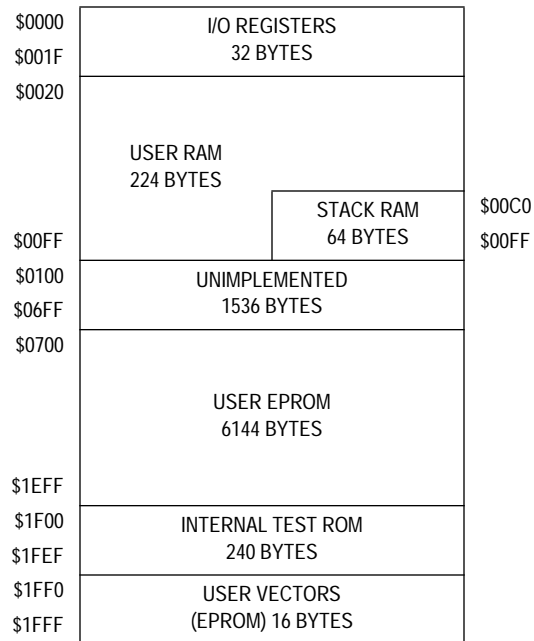 $0000
I/O REGISTERS
$001F
32 BYTES
$0020
USER RAM
224 BYTES
STACK RAM
$00C0
$00FF
64 BYTES
$00FF
$0100
UNIMPLEMENTED
$06FF
1536 BYTES
$0700
USER EPROM
6144 BYTES
$1EFF
$1F00
INTERNAL TEST ROM
$1FEF
240 BYTES
$1FF0
USER VECTORS
$1FFF
(EPROM) 16 BYTES